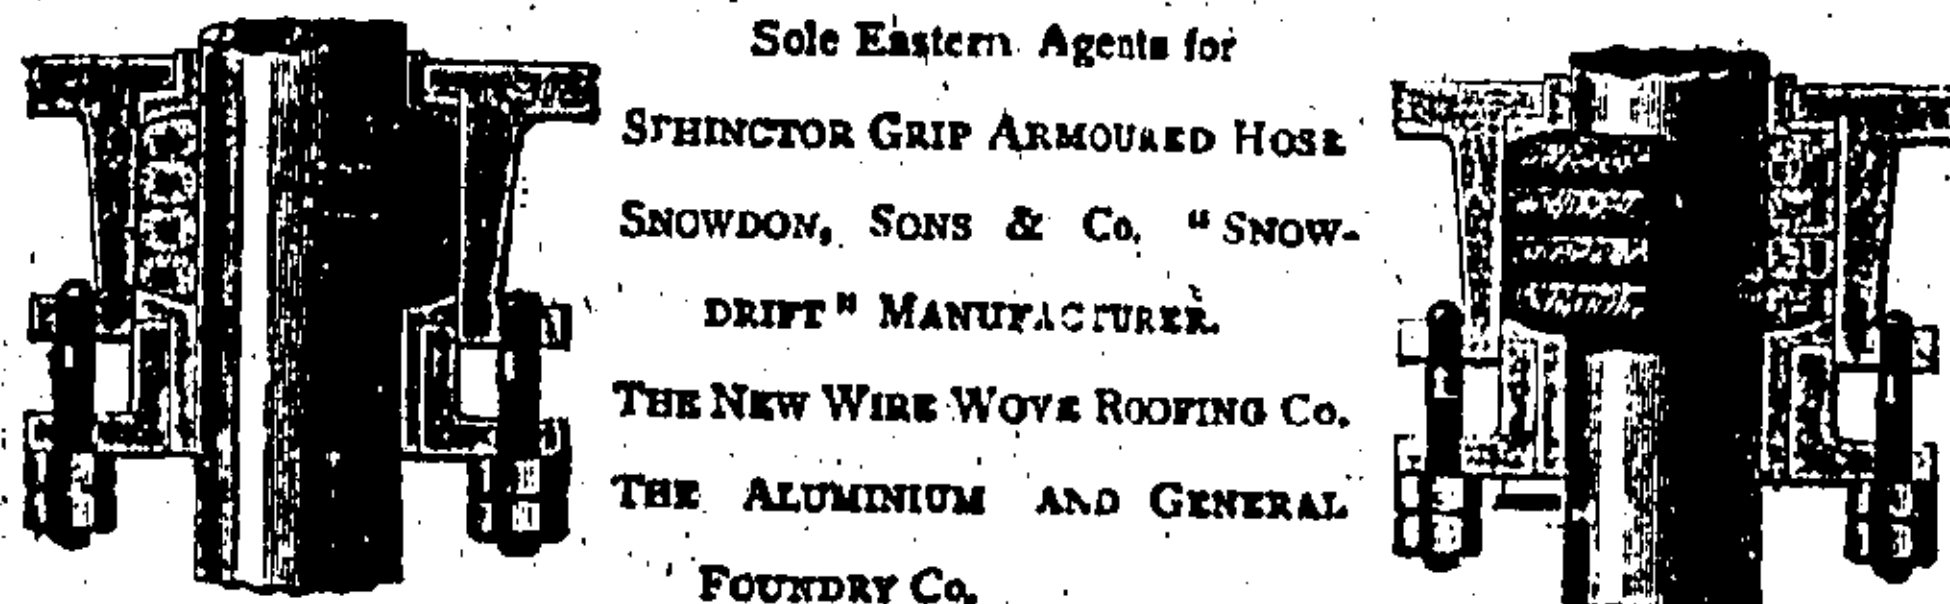 Sole Eastern Agents for
SPHINCTOR GRIP ARMOURED HOSE
SNOWDON, SONS & Co. "SNOW-
DRIFT" MANUFACTURER.
THE NEW WIRE WOVE ROOFING Co.
THE ALUMINIUM AND GENERAL
FOUNDRY Co.